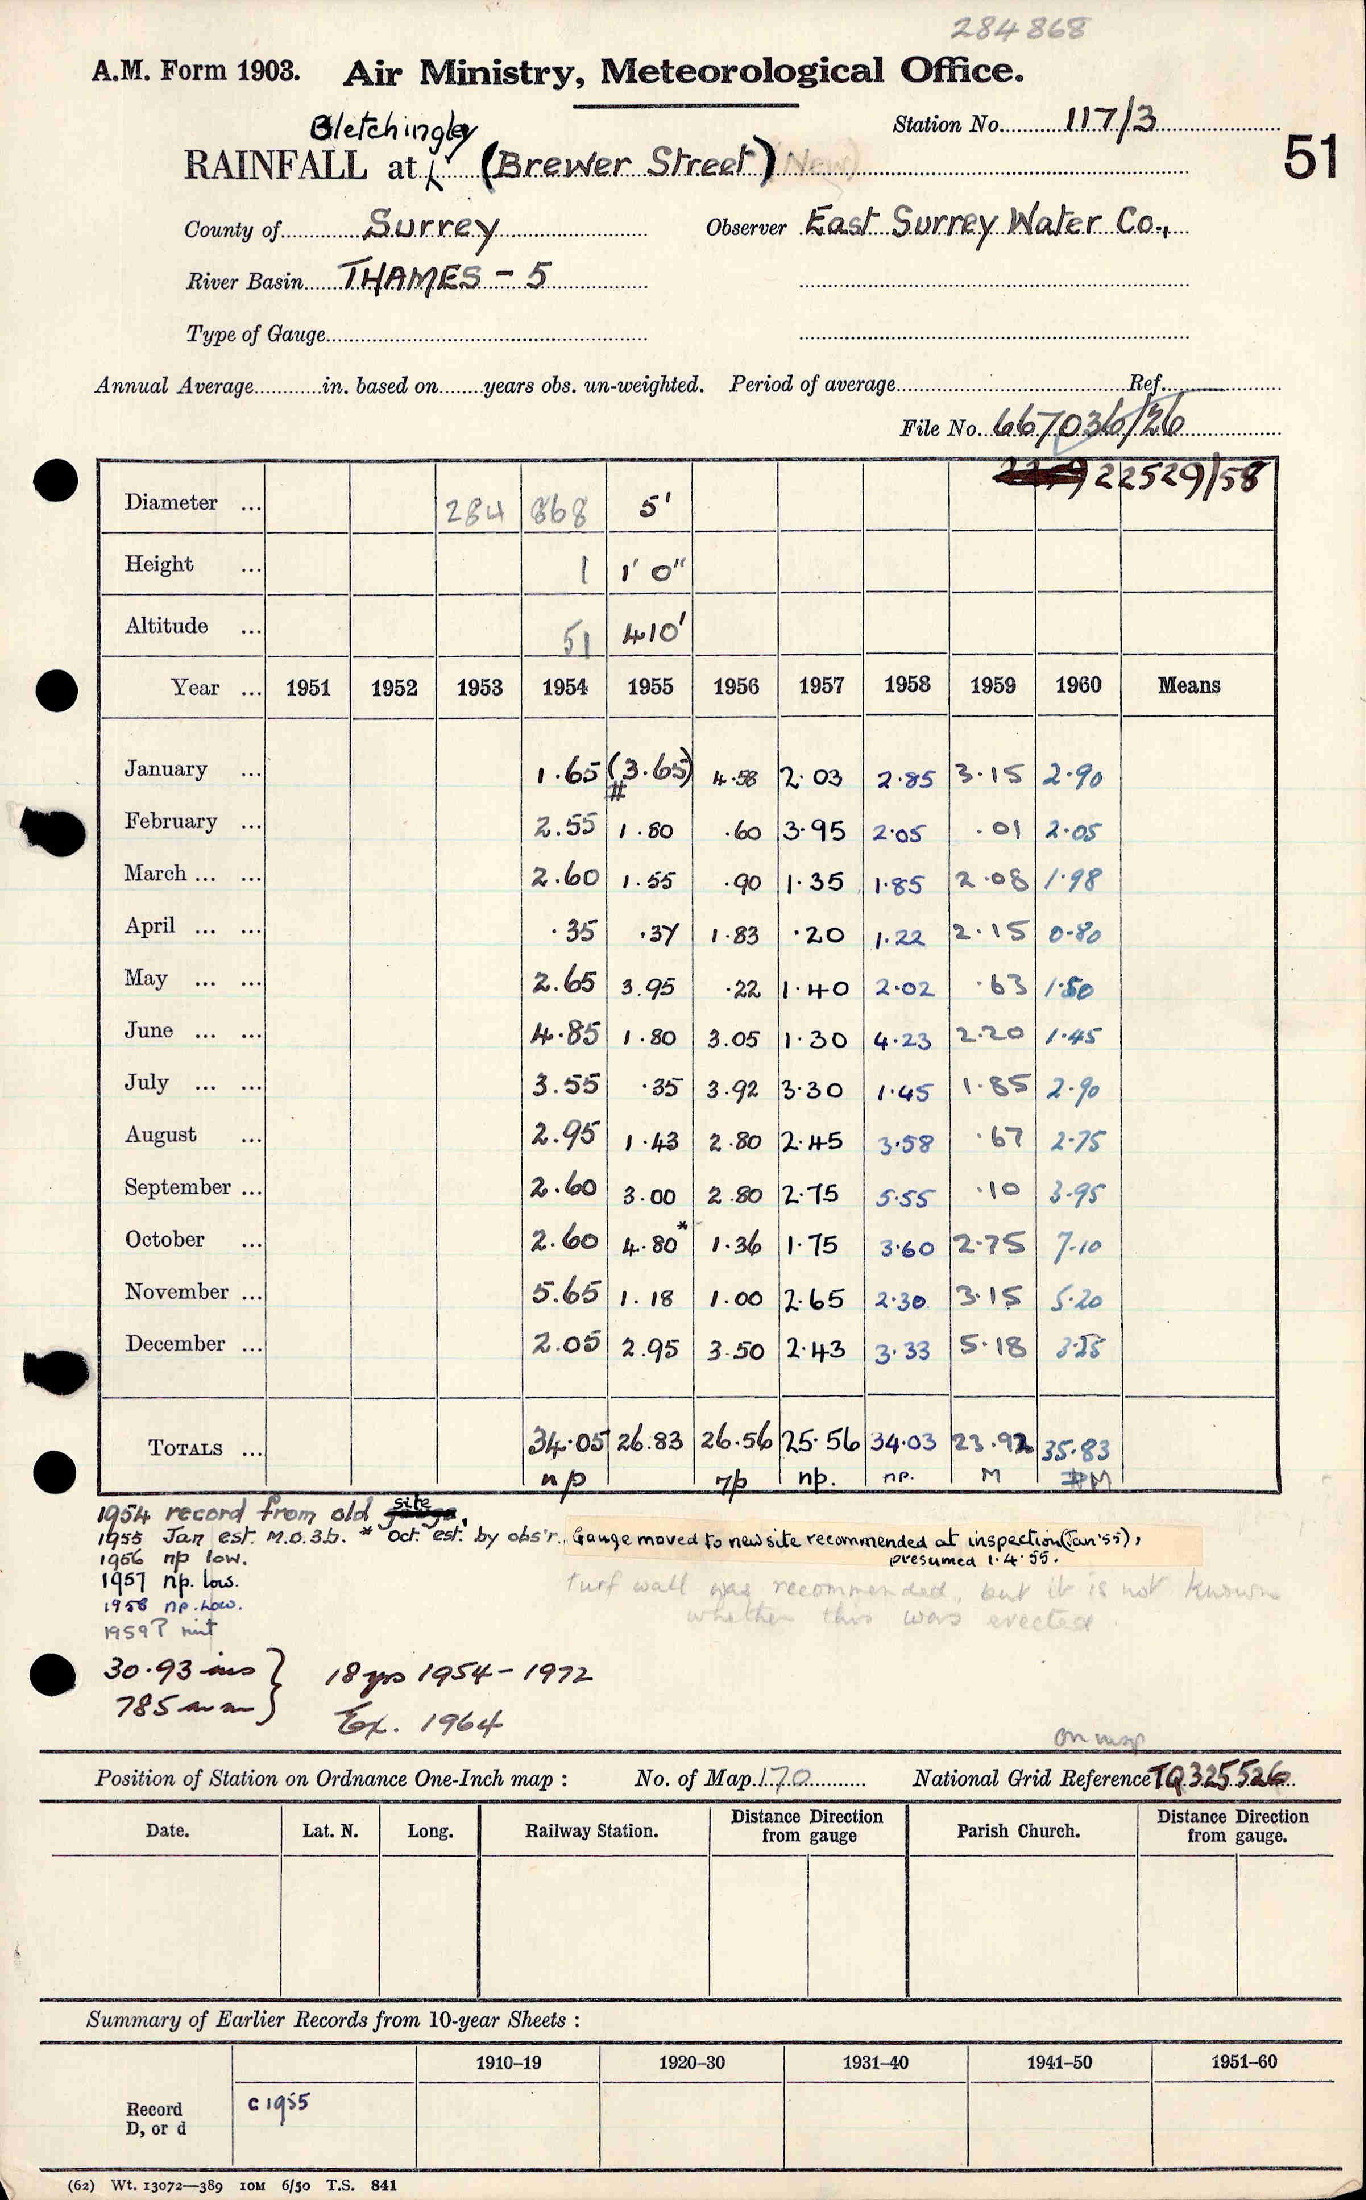 284868
A.M. Form 1903. Air Ministry, Meteorological Office.
Station No. 117/3
51
Bletchingley
RAINFALL at (Brewer Street) (New)
County of Surrey Observer East Surrey Water Co.,
River Basin THAMES - 5
Type of Gauge
Annual Average in. based on years obs. un-weighted. Period of average Ref.
File No. 667036/26
22529/58
Diameter ... 284 868 5'
Height ... 1 1' 0"
Altitude ... 51 410'
Year ... 1951 1952 1953 1954 1955 1956 1957 1958 1959 1960 Means
January ... 1.65 (3.65) 4.58 2.03 2.85 3.15 2.90
#
February ... 2.55 1.80 .60 3.95 2.05 .01 2.05
March ... ... 2.60 1.55 .90 1.35 1.85 2.08 1.98
April ... ... .35 .37 1.83 .20 1.22 2.15 0.80
May ... ... 2.65 3.95 .22 1.40 2.02 .63 1.50
June ... ... 4.85 1.80 3.05 1.30 4.23 2.20 1.45
July ... ... 3.55 .35 3.92 3.30 1.45 1.85 2.90
August ... 2.95 1.43 2.80 2.45 3.58 .67 2.75
September ... 2.60 3.00 2.80 2.75 5.55 .10 3.95
October ... 2.60 4.80* 1.36 1.75 3.60 2.75 7.10
November ... 5.65 1.18 1.00 2.65 2.30 3.15 5.20
December ... 2.05 2.95 3.50 2.43 3.33 5.18 3.25
TOTALS ... 34.05 26.83 26.56 25.56 34.03 23.92 35.83
np np np. np. M M
1954 record from old site.
1955 Jan est. M.O.3b. * Oct. est. by obs'r. Gauge moved to new site recommended at inspection (Jan '55),
presumed 1.4.55.
1956 np low.
1957 np. low.
1958 np. low.
1959
turf wall was recommended, but it is not known
whether this was erected.
30.93 ins } 18 yrs 1954 - 1972
785 mm } Ex. 1964
on map
Position of Station on Ordnance One-Inch map : No. of Map 170 National Grid Reference TQ 325526
Date. Lat. N. Long. Railway Station. Distance Direction from gauge Parish Church. Distance Direction from gauge.
Summary of Earlier Records from 10-year Sheets :
1910–19 1920–30 1931–40 1941–50 1951–60
Record D, or d C 1955
(62) Wt. 13072—389 10M 6/50 T.S. 841